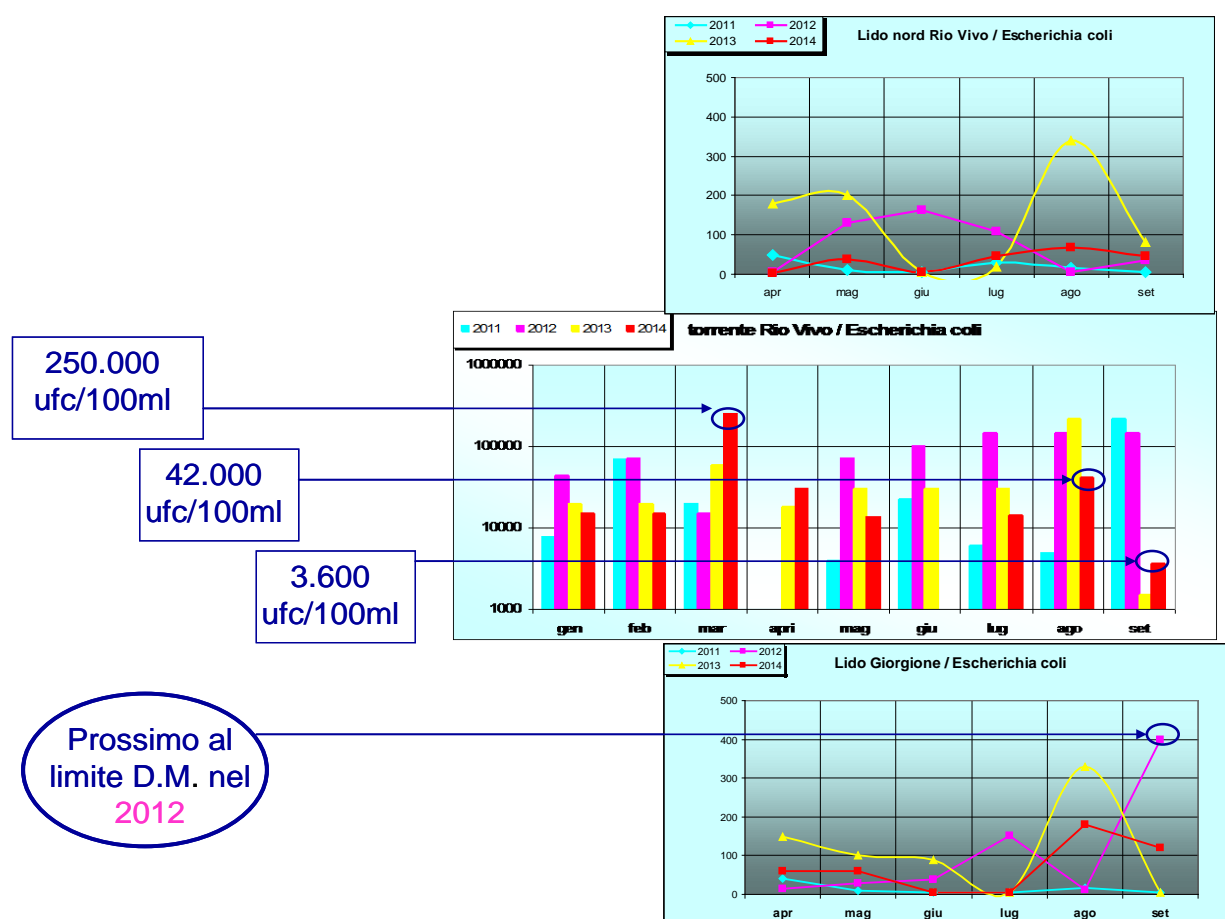 2011 2012
2013 2014
Lido nord Rio Vivo / Escherichia coli
500
400
300
200
100
0
apr mag giu lug ago set
2011 2012 2013 2014
torrente Rio Vivo / Escherichia coli
1000000
100000
10000
1000
gen feb mar apri mag giu lug ago set
250.000
ufc/100ml
42.000
ufc/100ml
3.600
ufc/100ml
2011 2012
2013 2014
Lido Giorgione / Escherichia coli
500
400
300
200
100
0
apr mag giu lug ago set
Prossimo al
limite D.M. nel
2012